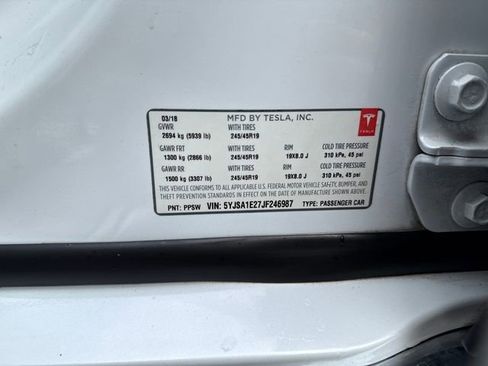 03/18 MFD BY TESLA, INC.
GVWR WITH TIRES
2694 kg (5939 lb) 245/45R19
GAWR FRT WITH TIRES RIM COLD TIRE PRESSURE
1300 kg (2866 lb) 245/45R19 19X8.0 J 310 kPa, 45 psi
GAWR RR WITH TIRES RIM COLD TIRE PRESSURE
1500 kg (3307 lb) 245/45R19 19X8.0 J 310 kPa, 45 psi
THIS VEHICLE CONFORMS TO ALL APPLICABLE U.S. FEDERAL MOTOR VEHICLE SAFETY, BUMPER, AND
THEFT PREVENTION STANDARDS IN EFFECT ON THE DATE OF MANUFACTURE SHOWN ABOVE.
PNT: PPSW VIN: 5YJSA1E27JF246987 TYPE: PASSENGER CAR
TESLA